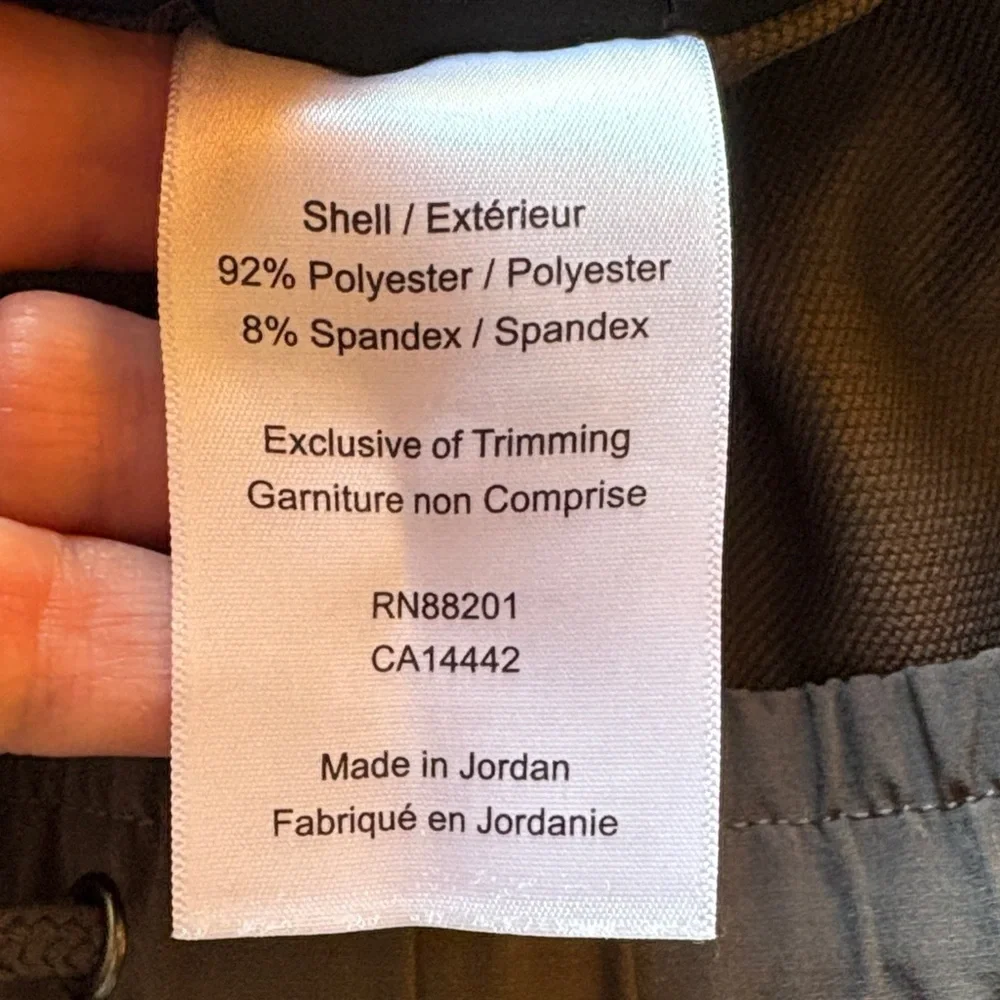 Shell / Extérieur
92% Polyester / Polyester
8% Spandex / Spandex
Exclusive of Trimming
Garniture non Comprise
RN88201
CA14442
Made in Jordan
Fabriqué en Jordanie